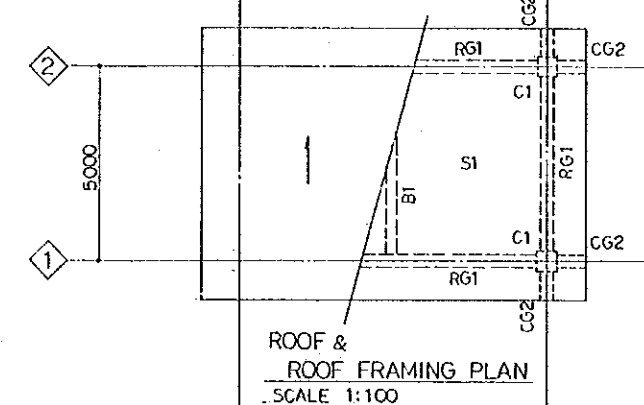 CG2
RG1
CG2
2
C1
5000
S1
RG1
B1
C1
CG2
1
RG1
CG2
ROOF &
ROOF FRAMING PLAN
SCALE 1:100